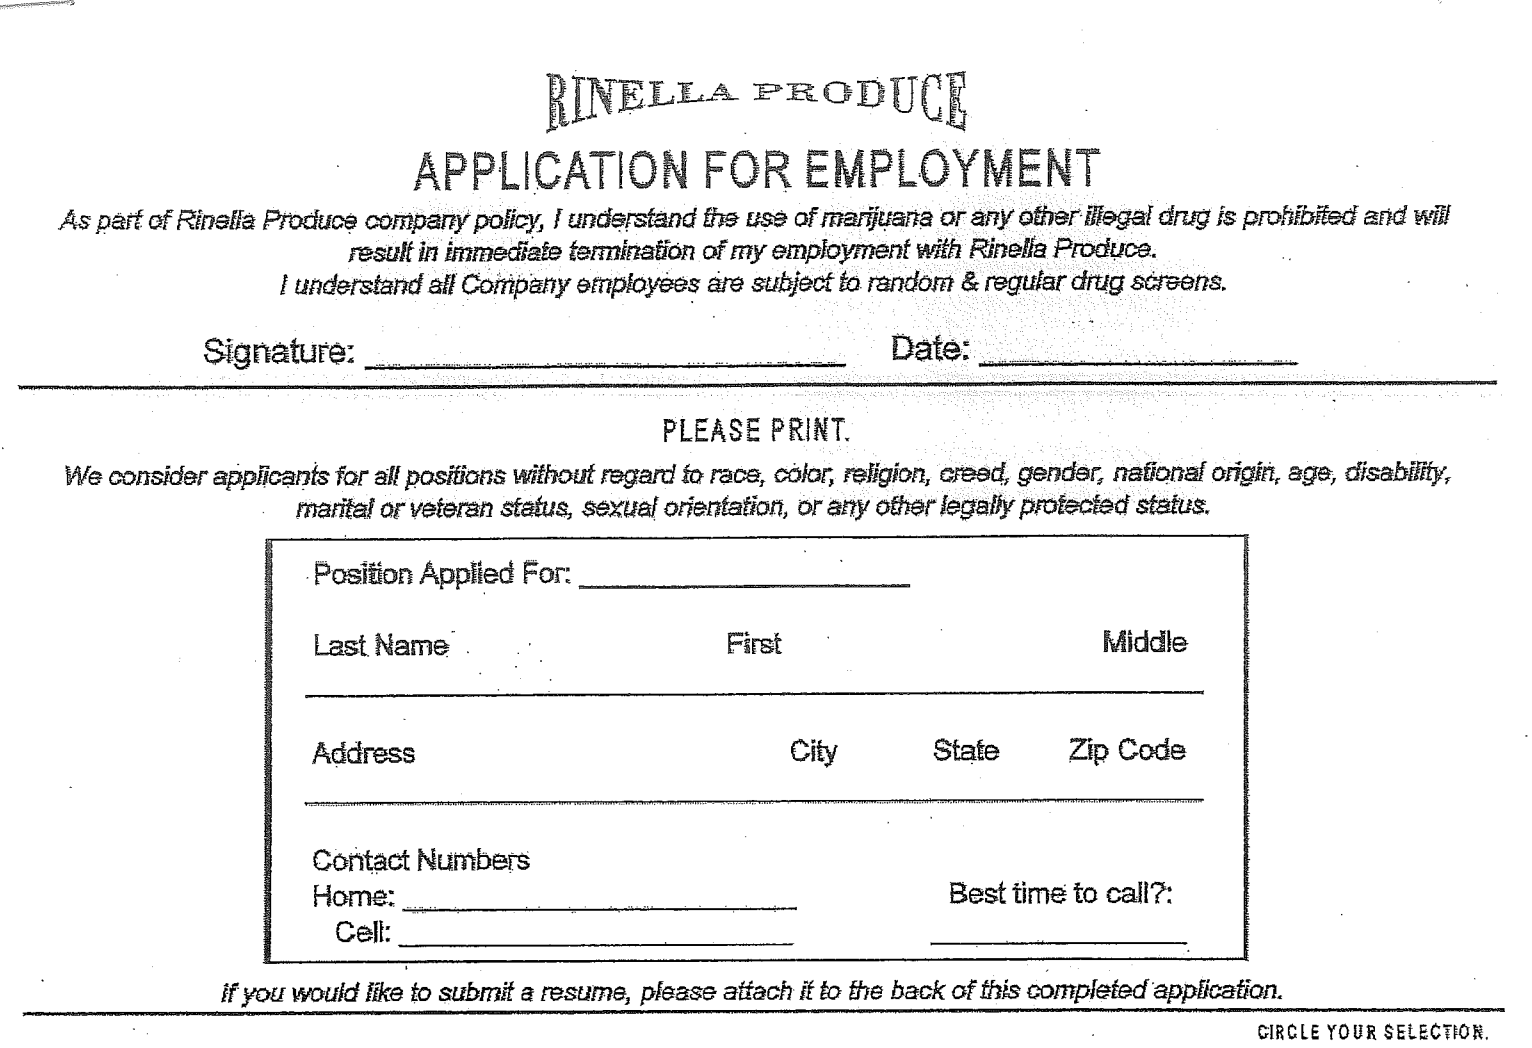 RINELLA PRODUCE
APPLICATION FOR EMPLOYMENT
As part of Rinella Produce company policy, I understand the use of marijuana or any other illegal drug is prohibited and will
result in immediate termination of my employment with Rinella Produce.
I understand all Company employees are subject to random & regular drug screens.
Signature: Date:
PLEASE PRINT.
We consider applicants for all positions without regard to race, color, religion, creed, gender, national origin, age, disability,
marital or veteran status, sexual orientation, or any other legally protected status.
Position Applied For:
Last Name First Middle
Address City State Zip Code
Contact Numbers
Home: Best time to call?:
Cell:
If you would like to submit a resume, please attach it to the back of this completed application.
CIRCLE YOUR SELECTION.